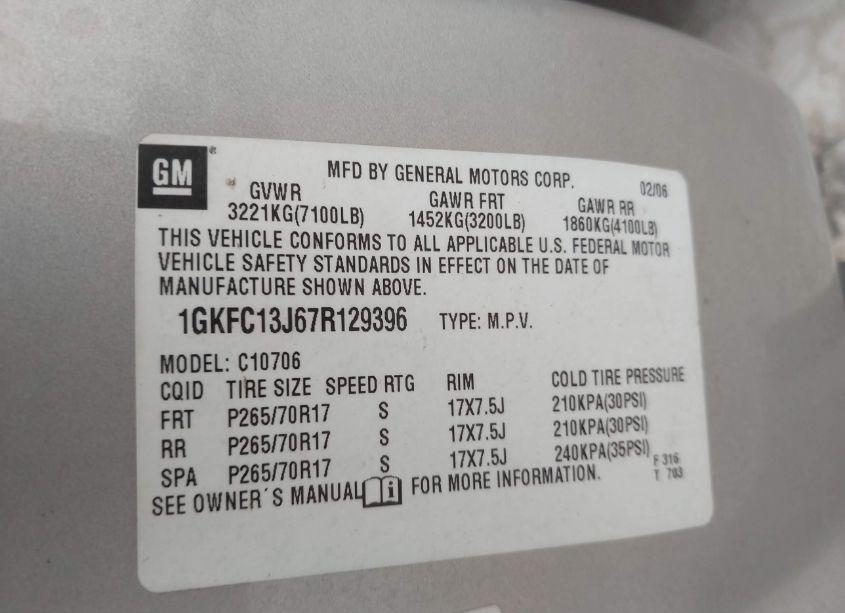 GM
MFD BY GENERAL MOTORS CORP. 02/06
GVWR GAWR FRT GAWR RR
3221KG(7100LB) 1452KG(3200LB) 1860KG(4100LB)
THIS VEHICLE CONFORMS TO ALL APPLICABLE U.S. FEDERAL MOTOR
VEHICLE SAFETY STANDARDS IN EFFECT ON THE DATE OF
MANUFACTURE SHOWN ABOVE.
1GKFC13J67R129396 TYPE: M.P.V.
MODEL: C10706
CQID TIRE SIZE SPEED RTG RIM COLD TIRE PRESSURE
FRT P265/70R17 S 17X7.5J 210KPA(30PSI)
RR P265/70R17 S 17X7.5J 210KPA(30PSI)
SPA P265/70R17 S 17X7.5J 240KPA(35PSI)
F 316
T 783
SEE OWNER´S MANUAL FOR MORE INFORMATION.